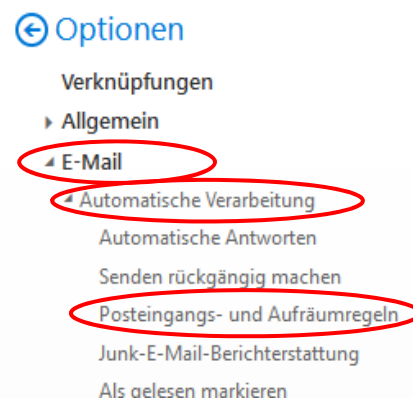 Optionen
Verknüpfungen
Allgemein
E-Mail
Automatische Verarbeitung
Automatische Antworten
Senden rückgängig machen
Posteingangs- und Aufräumregeln
Junk-E-Mail-Berichterstattung
Als gelesen markieren